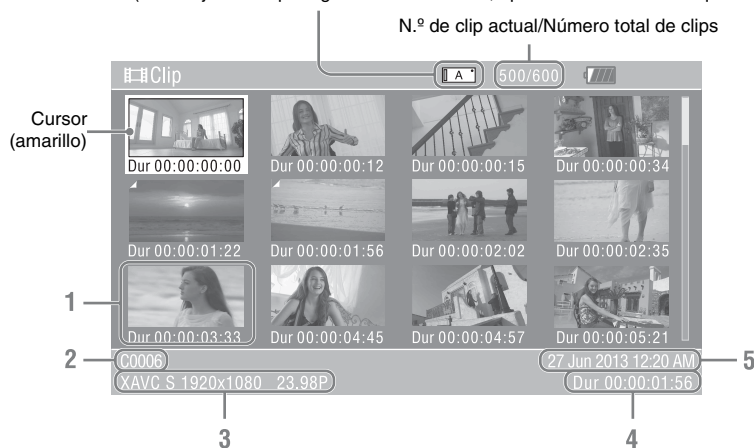 N.º de clip actual/Número total de clips
Clip
A
500/600
Cursor
(amarillo)
Dur 00:00:00:00
Dur 00:00:00:12
Dur 00:00:00:15
Dur 00:00:00:34
Dur 00:00:01:22
Dur 00:00:01:56
Dur 00:00:02:02
Dur 00:00:02:35
1
Dur 00:00:03:33
Dur 00:00:04:45
Dur 00:00:04:57
Dur 00:00:05:21
2
C0006
27 Jun 2013 12:20 AM
5
XAVC S 1920x1080 23.98P
Dur 00:00:01:56
3
4